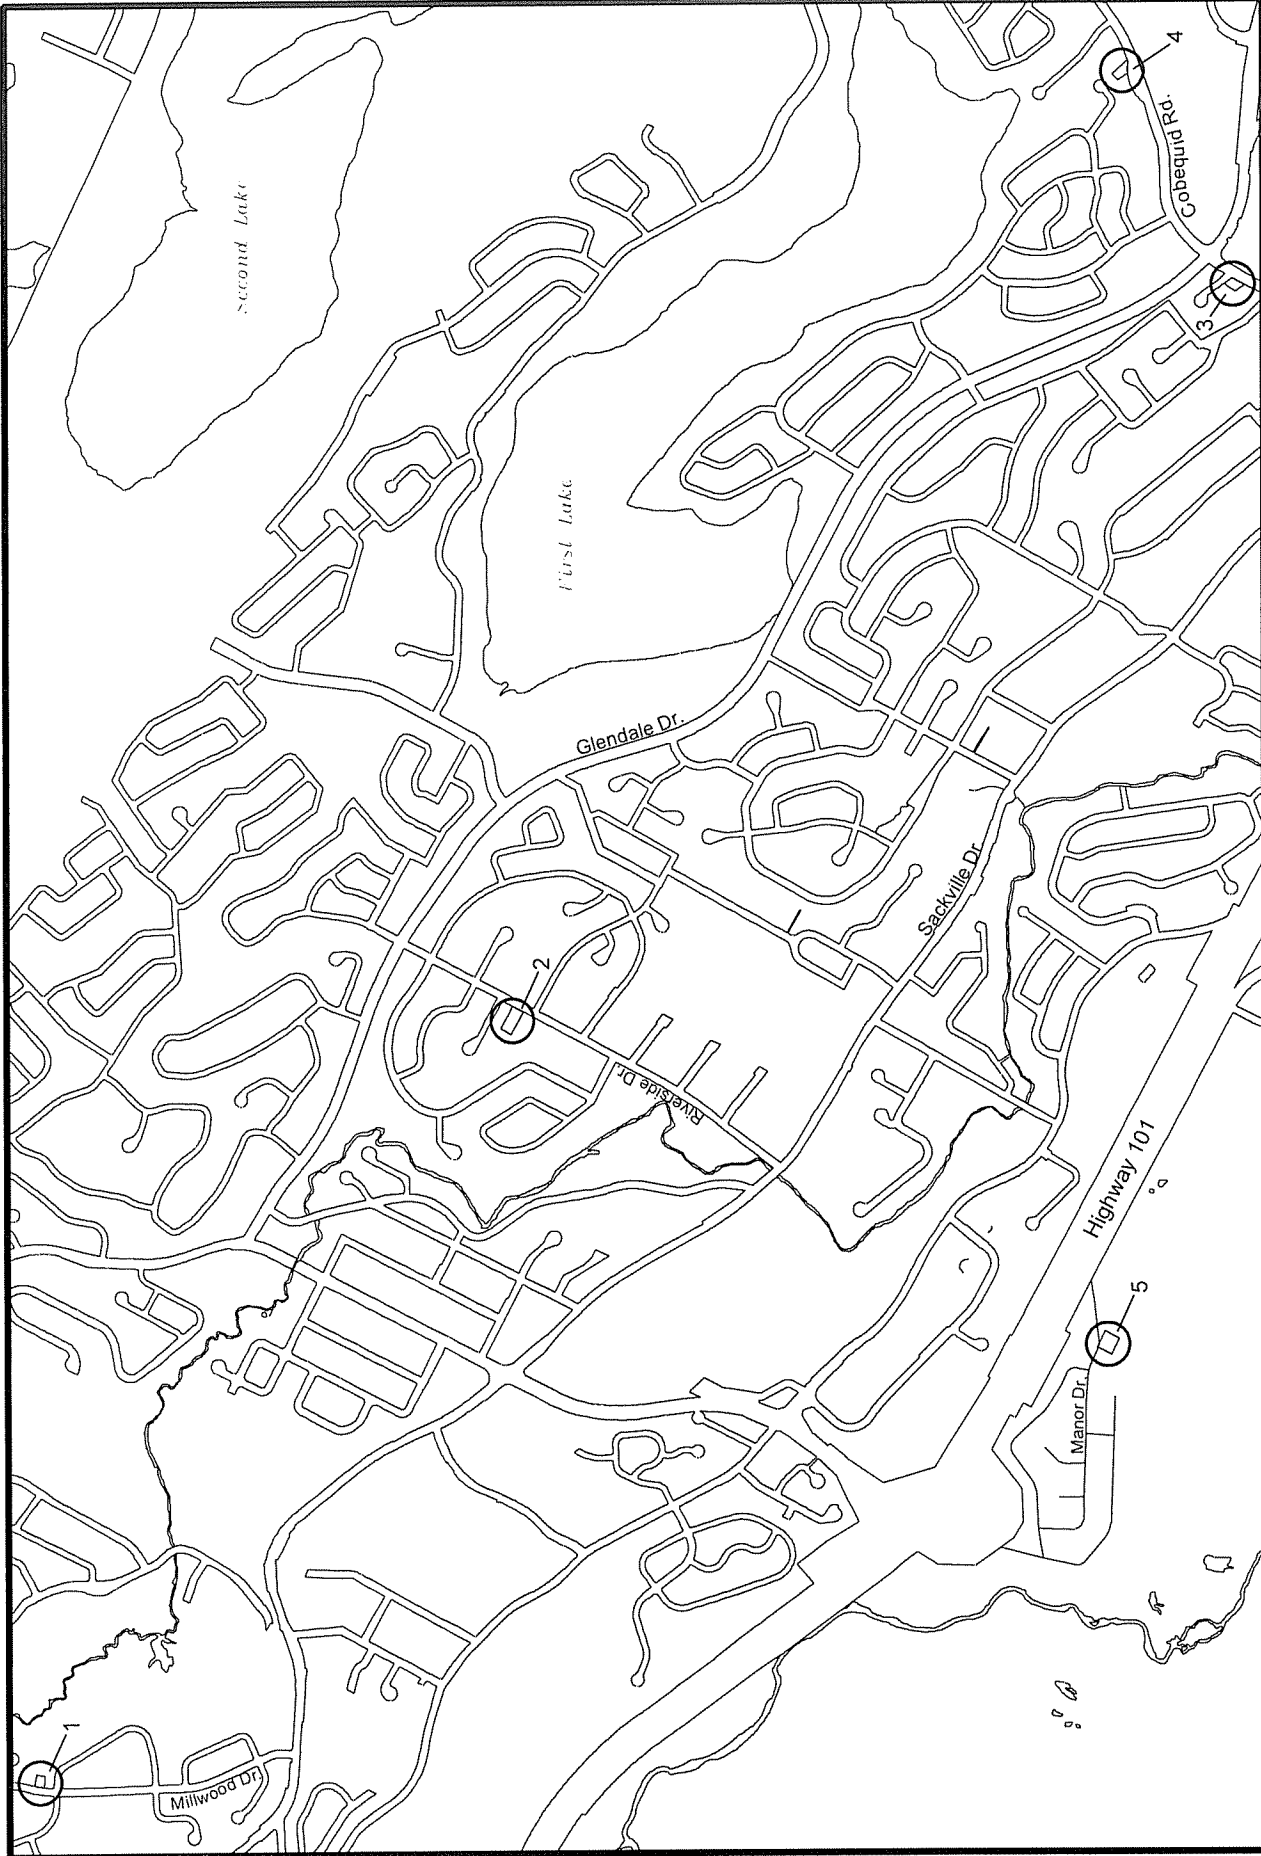 Second Lake
First Lake
Glendale Dr.
Sackville Dr.
Riverside Dr.
Cobequid Rd.
Highway 101
Manor Dr.
Millwood Dr.
1
2
3
4
5